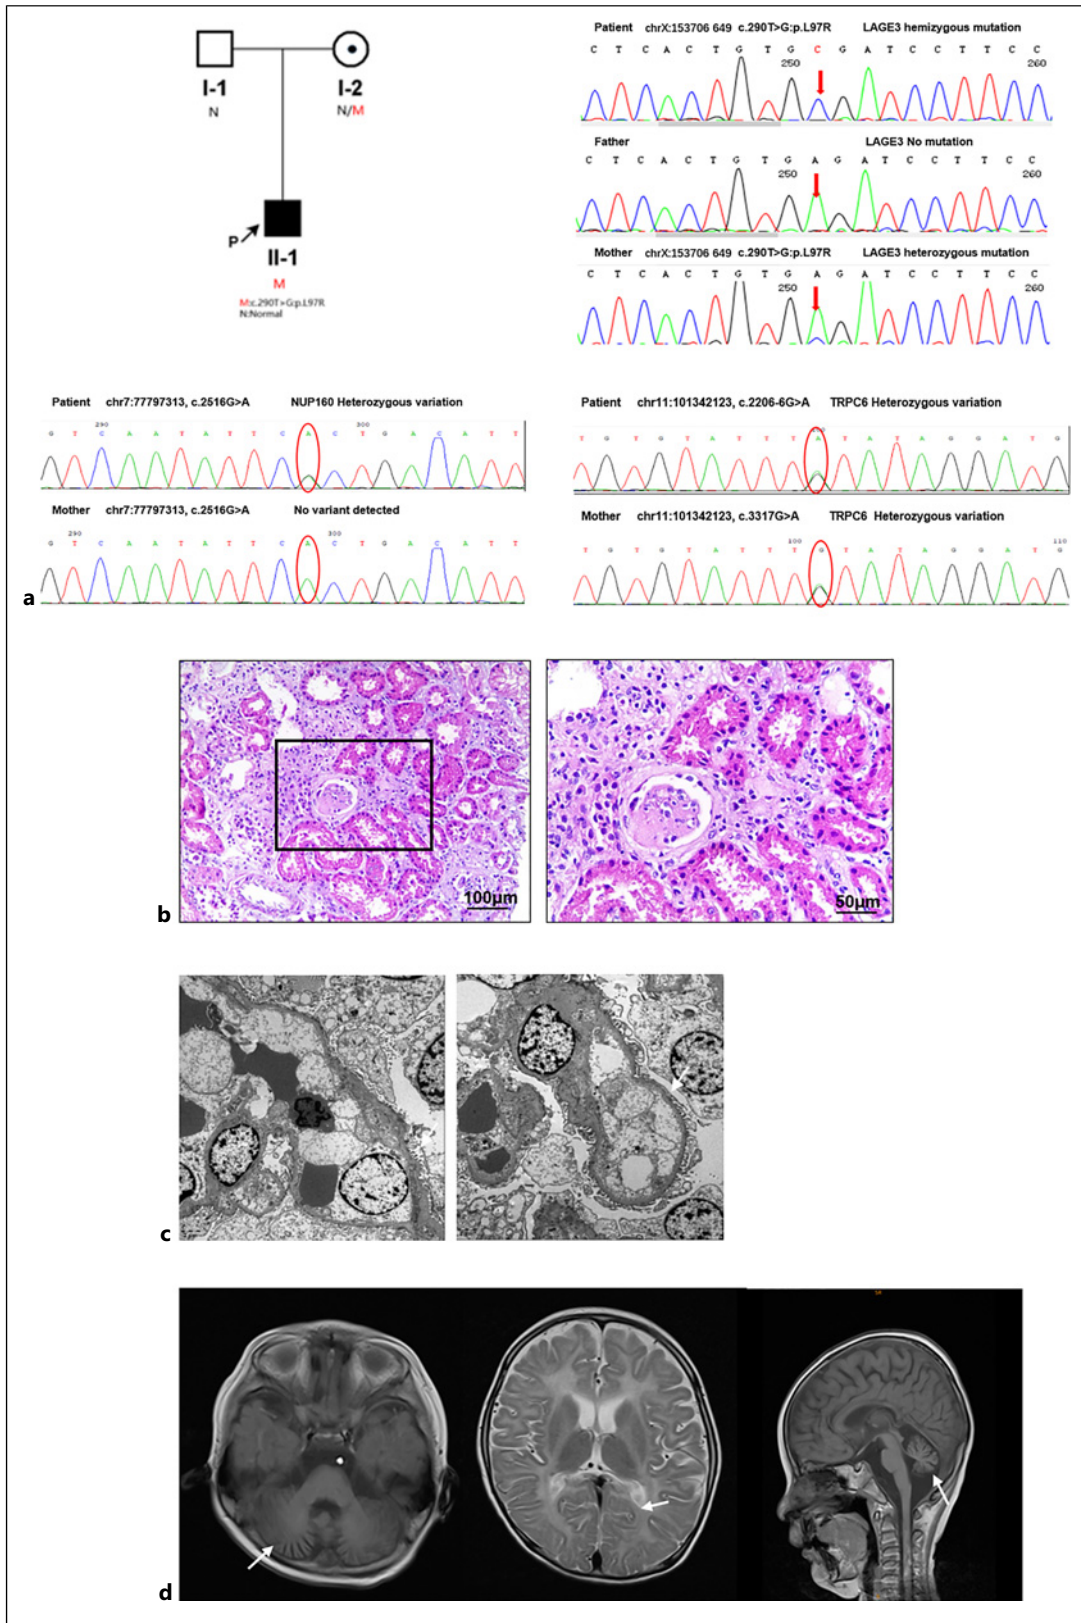 I-1
I-2
N
N/M
P
II-1
M
M:c.290T>G:p.L97R
N:Normal
Patient chrX:153706 649 c.290T>G:p.L97R LAGE3 hemizygous mutation
C T C A C T G T G C G A T C C T T C C
250 260
Father LAGE3 No mutation
C T C A C T G T G A G A T C C T T C C
250 260
Mother chrX:153706 649 c.290T>G:p.L97R LAGE3 heterozygous mutation
C T C A C T G T G A G A T C C T T C C
250 260
Patient chr7:77797313, c.2516G>A NUP160 Heterozygous variation
290 300
G T C A A T A T T C A C T G A C A T T
Mother chr7:77797313, c.2516G>A No variant detected
290 300
G T C A A T A T T C A C T G A C A T T
Patient chr11:101342123, c.2206-6G>A TRPC6 Heterozygous variation
T G T G T A T T T A T A T A G G A T G
Mother chr11:101342123, c.3317G>A TRPC6 Heterozygous variation
100 110
T G T G T A T T T G T A T A G G A T G
a
100µm
50µm
b
c
d